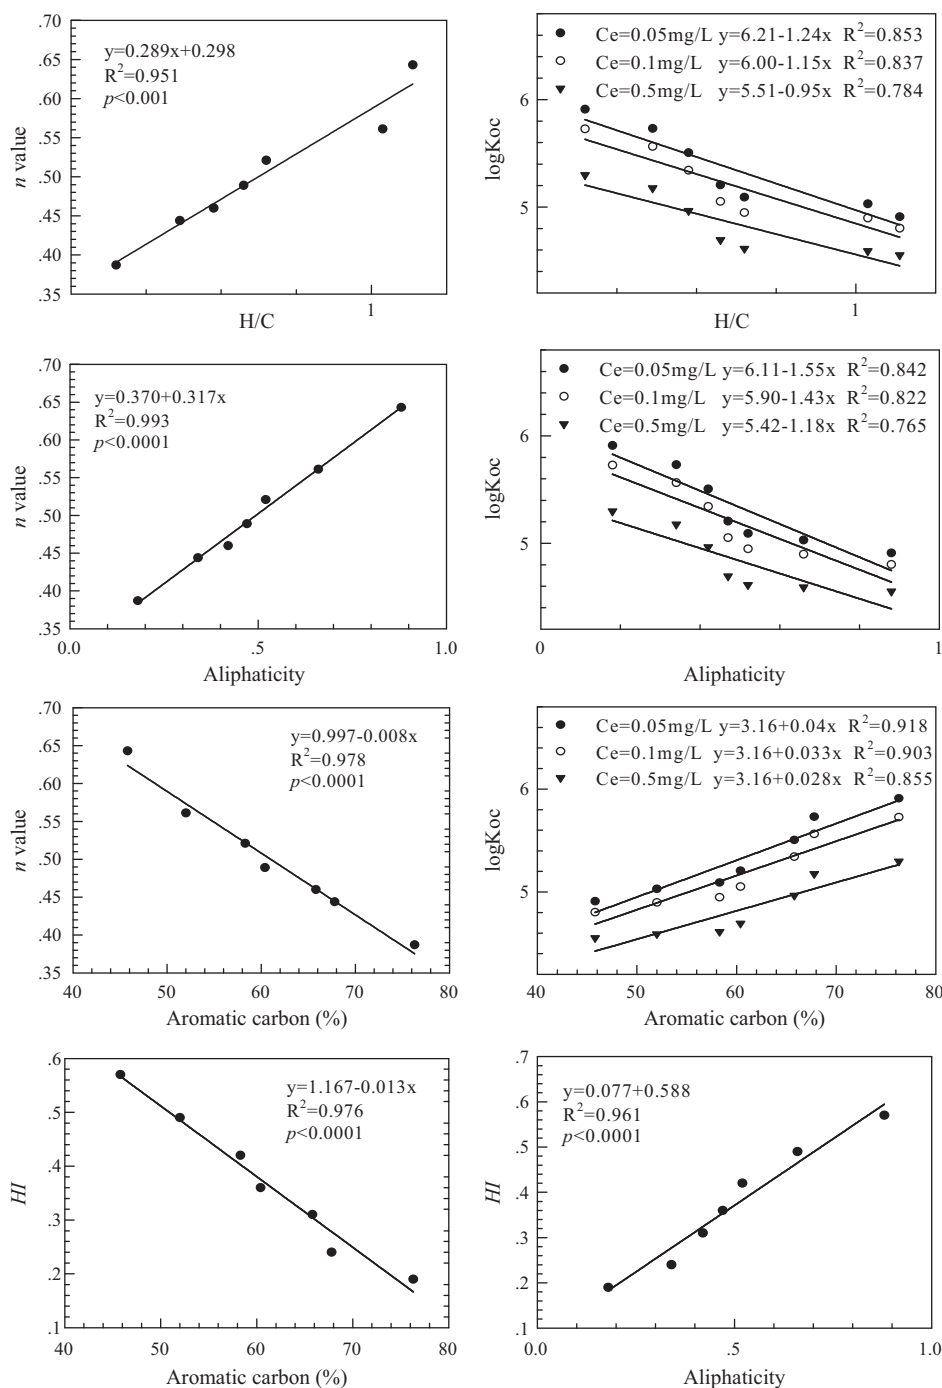 .70
.65
.60
.55
.50
.45
.40
.35
n value
y=0.289x+0.298
R²=0.951
p<0.001
1
H/C
Ce=0.05mg/L y=6.21-1.24x R²=0.853
Ce=0.1mg/L y=6.00-1.15x R²=0.837
Ce=0.5mg/L y=5.51-0.95x R²=0.784
6
5
logKoc
1
H/C
.70
.65
.60
.55
.50
.45
.40
.35
n value
y=0.370+0.317x
R²=0.993
p<0.0001
0.0 .5 1.0
Aliphaticity
Ce=0.05mg/L y=6.11-1.55x R²=0.842
Ce=0.1mg/L y=5.90-1.43x R²=0.822
Ce=0.5mg/L y=5.42-1.18x R²=0.765
6
5
logKoc
0 1
Aliphaticity
.70
.65
.60
.55
.50
.45
.40
.35
n value
y=0.997-0.008x
R²=0.978
p<0.0001
40 50 60 70 80
Aromatic carbon (%)
Ce=0.05mg/L y=3.16+0.04x R²=0.918
Ce=0.1mg/L y=3.16+0.033x R²=0.903
Ce=0.5mg/L y=3.16+0.028x R²=0.855
6
5
logKoc
40 50 60 70 80
Aromatic carbon (%)
.6
.5
.4
.3
.2
.1
HI
y=1.167-0.013x
R²=0.976
p<0.0001
40 50 60 70 80
Aromatic carbon (%)
.7
.6
.5
.4
.3
.2
.1
HI
y=0.077+0.588
R²=0.961
p<0.0001
0.0 .5 1.0
Aliphaticity